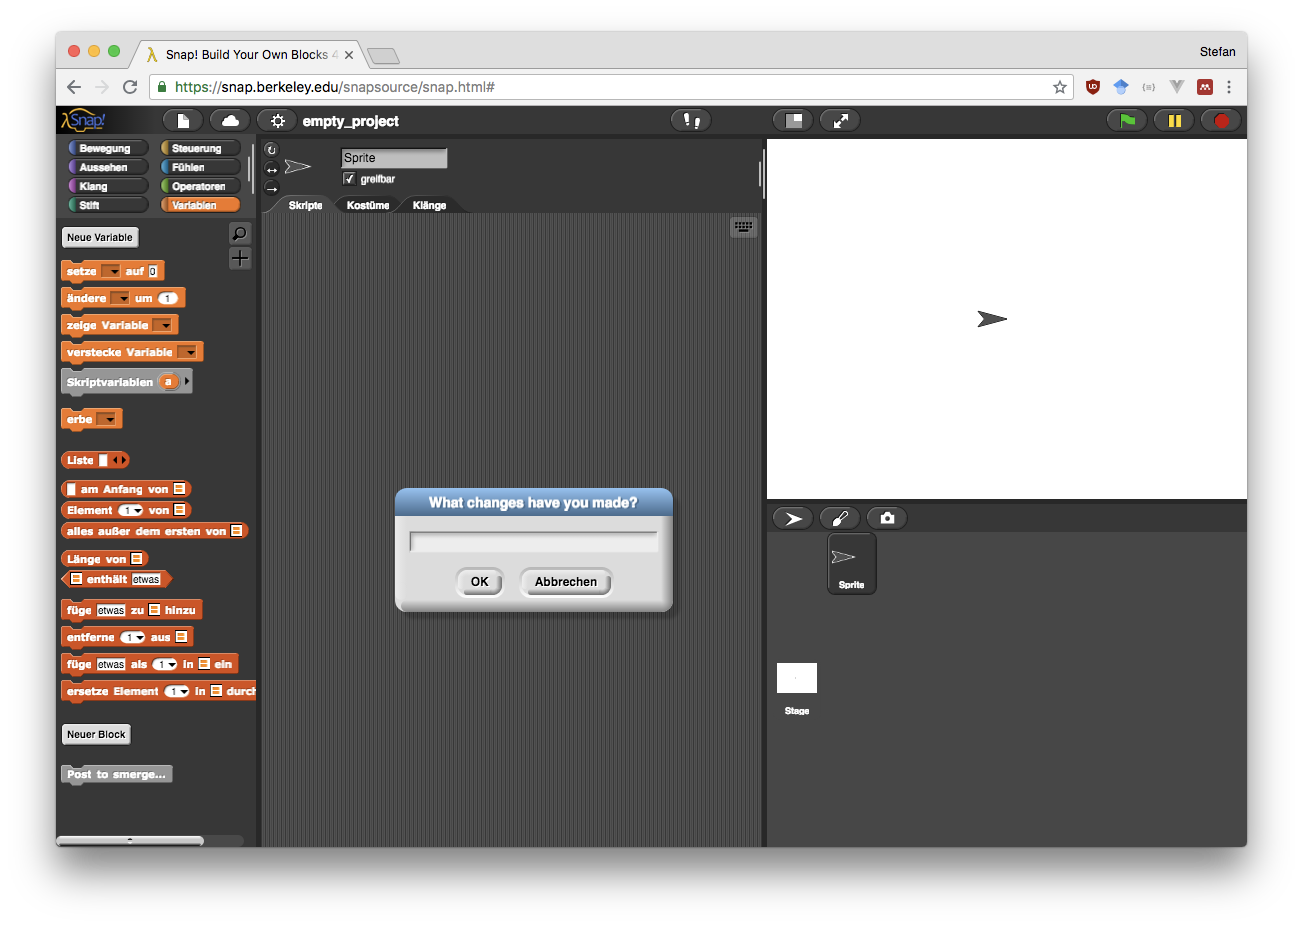 Snap! Build Your Own Blocks 4
Stefan
https://snap.berkeley.edu/snapsource/snap.html#
λSnap!
empty_project
Bewegung
Steuerung
Aussehen
Fühlen
Klang
Operatoren
Stift
Variablen
Sprite
greifbar
Skripte
Kostüme
Klänge
Neue Variable
setze auf 0
ändere um 1
zeige Variable
verstecke Variable
Skriptvariablen a
erbe
Liste
am Anfang von
Element 1 von
alles außer dem ersten von
Länge von
enthält etwas
füge etwas zu hinzu
entferne 1 aus
füge etwas als 1 in ein
ersetze Element 1 in durch
Neuer Block
Post to smerge...
What changes have you made?
OK
Abbrechen
Sprite
Stage